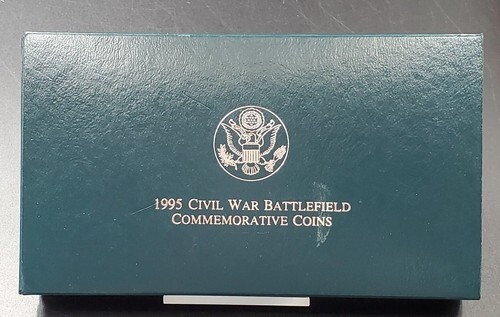 1995 CIVIL WAR BATTLEFIELD
COMMEMORATIVE COINS